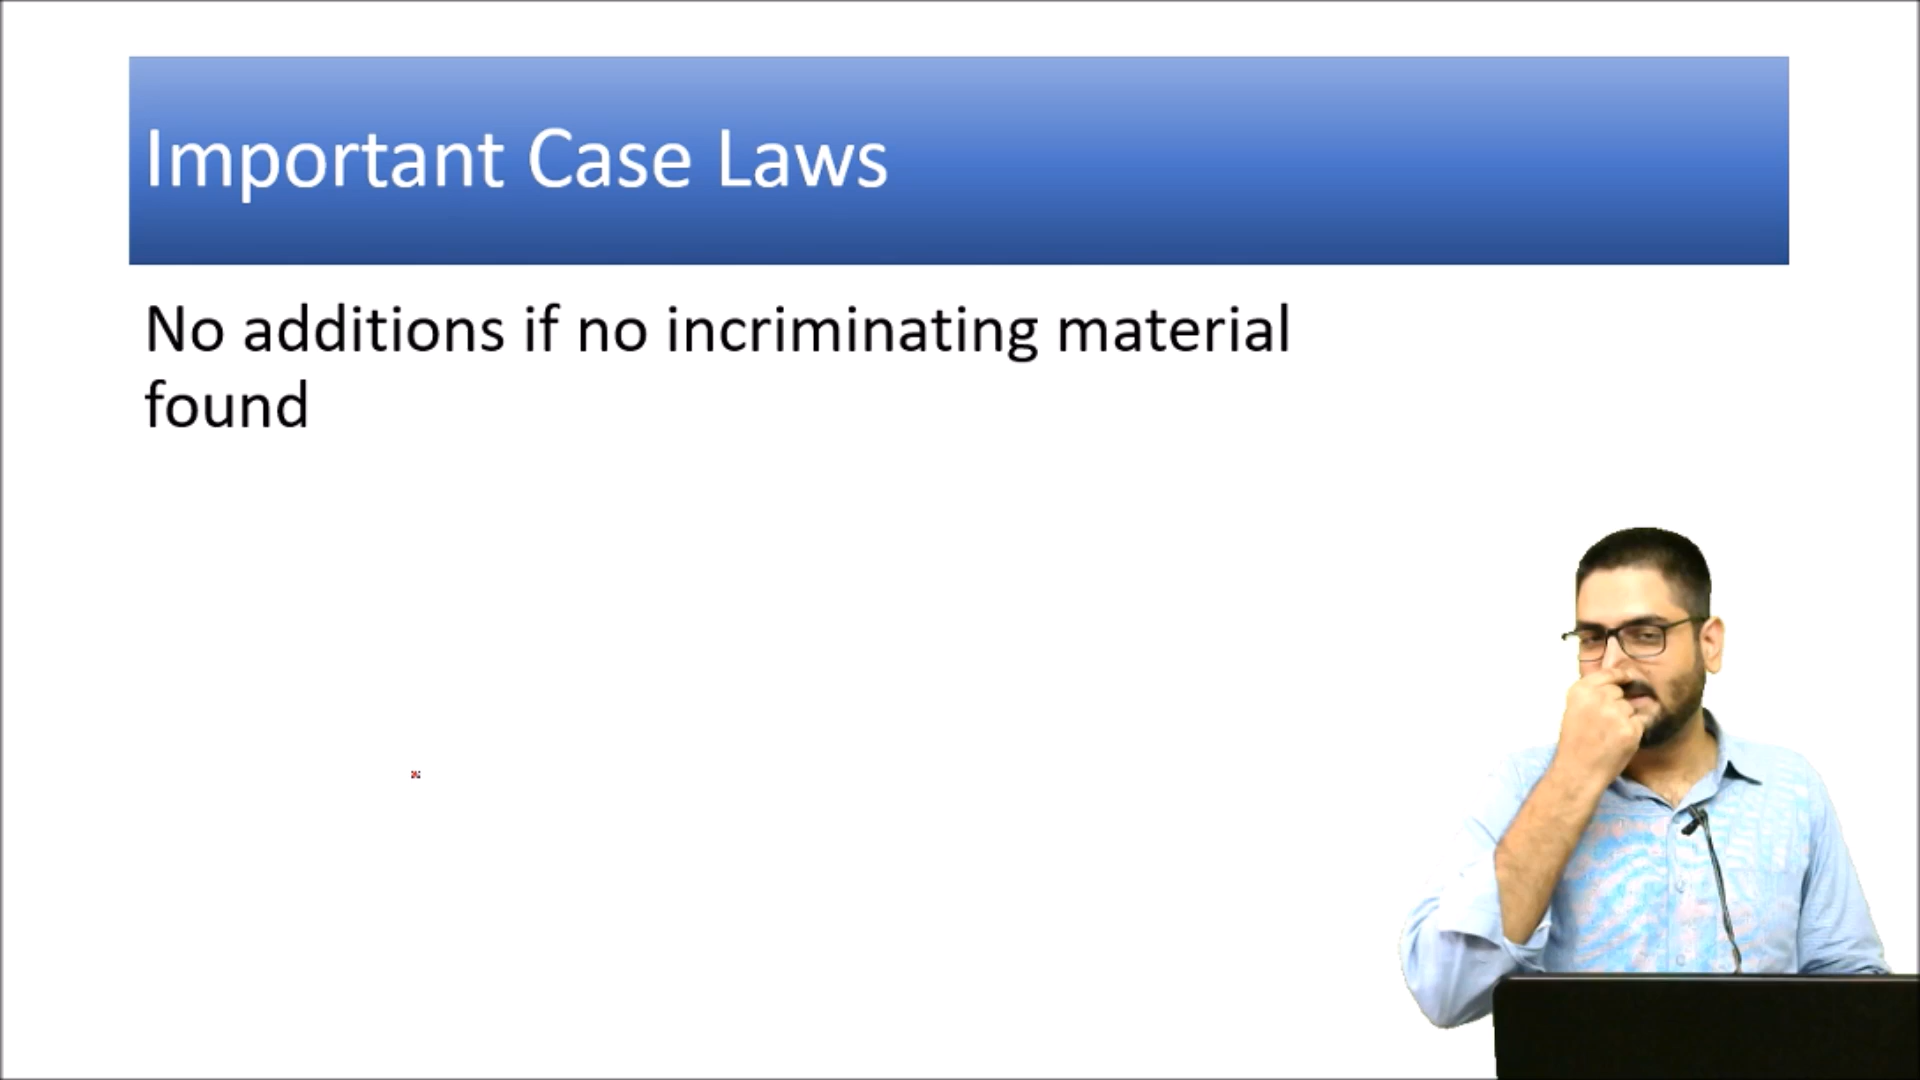 Important Case Laws
No additions if no incriminating material
found